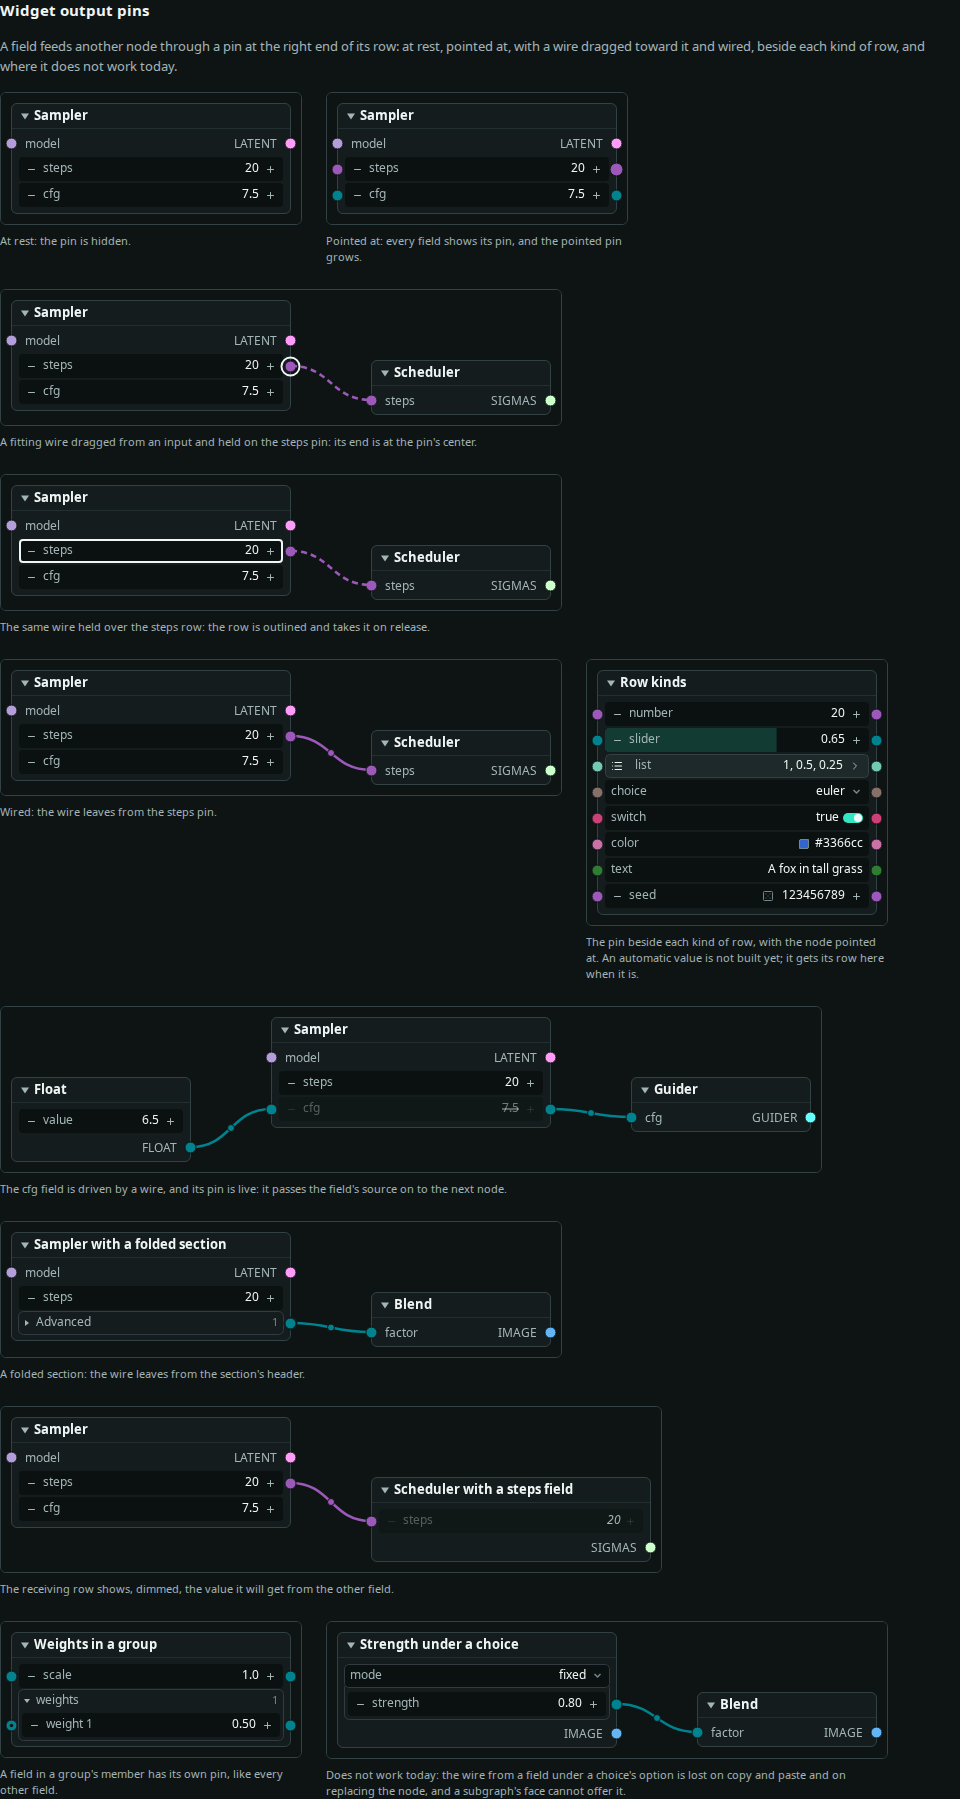 Widget output pins
A field feeds another node through a pin at the right end of its row: at rest, pointed at, with a wire dragged toward it and wired, beside each kind of row, and
where it does not work today.
Sampler
model LATENT
– steps 20 +
– cfg 7.5 +
At rest: the pin is hidden.
Sampler
model LATENT
– steps 20 +
– cfg 7.5 +
Pointed at: every field shows its pin, and the pointed pin
grows.
Sampler
model LATENT
– steps 20 +
– cfg 7.5 +
Scheduler
steps SIGMAS
A fitting wire dragged from an input and held on the steps pin: its end is at the pin's center.
Sampler
model LATENT
– steps 20 +
– cfg 7.5 +
Scheduler
steps SIGMAS
The same wire held over the steps row: the row is outlined and takes it on release.
Sampler
model LATENT
– steps 20 +
– cfg 7.5 +
Scheduler
steps SIGMAS
Wired: the wire leaves from the steps pin.
Row kinds
– number 20 +
– slider 0.65 +
list 1, 0.5, 0.25
choice euler
switch true
color #3366cc
text A fox in tall grass
– seed 123456789 +
The pin beside each kind of row, with the node pointed
at. An automatic value is not built yet; it gets its row here
when it is.
Float
– value 6.5 +
FLOAT
Sampler
model LATENT
– steps 20 +
– cfg 7.5 +
Guider
cfg GUIDER
The cfg field is driven by a wire, and its pin is live: it passes the field's source on to the next node.
Sampler with a folded section
model LATENT
– steps 20 +
Advanced 1
Blend
factor IMAGE
A folded section: the wire leaves from the section's header.
Sampler
model LATENT
– steps 20 +
– cfg 7.5 +
Scheduler with a steps field
– steps 20 +
SIGMAS
The receiving row shows, dimmed, the value it will get from the other field.
Weights in a group
– scale 1.0 +
weights 1
– weight 1 0.50 +
A field in a group's member has its own pin, like every
other field.
Strength under a choice
mode fixed
– strength 0.80 +
IMAGE
Blend
factor IMAGE
Does not work today: the wire from a field under a choice's option is lost on copy and paste and on
replacing the node, and a subgraph's face cannot offer it.